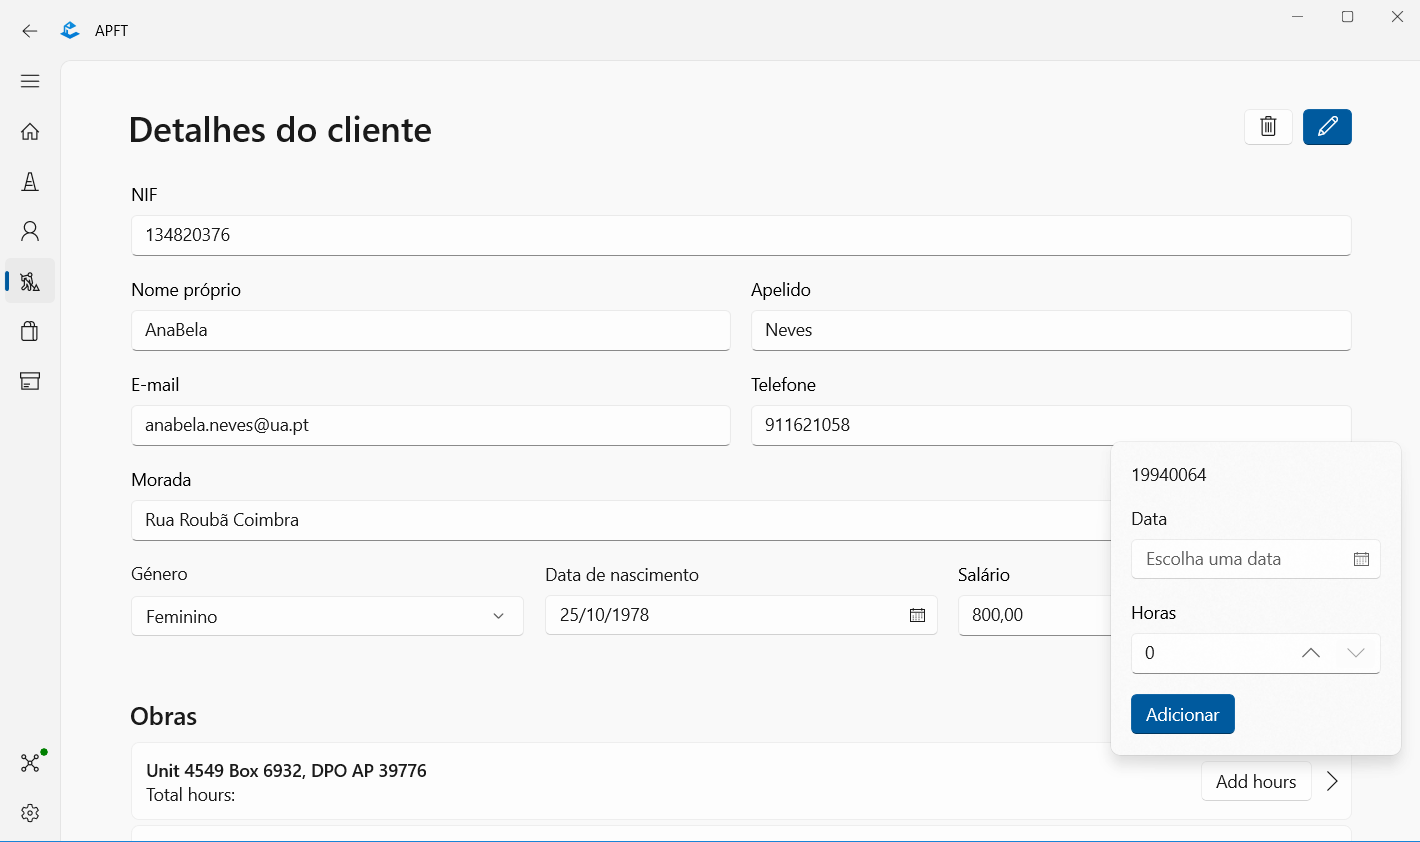 APFT
Detalhes do cliente
NIF
134820376
Nome próprio
Apelido
AnaBela
Neves
E-mail
Telefone
anabela.neves@ua.pt
911621058
Morada
Rua Roubã Coimbra
Género
Data de nascimento
Salário
Feminino
25/10/1978
800,00
19940064
Data
Escolha uma data
Horas
0
Adicionar
Obras
Unit 4549 Box 6932, DPO AP 39776
Total hours:
Add hours